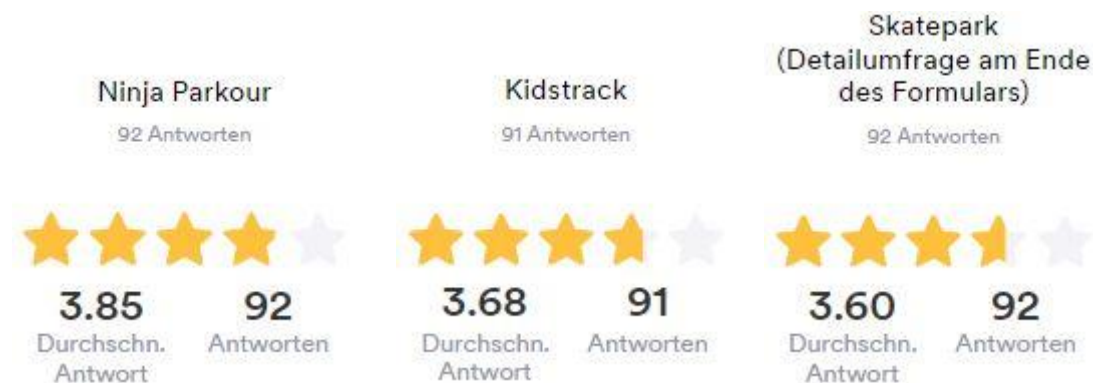 Ninja Parkour
92 Antworten
3.85
Durchschn.
Antwort
92
Antworten
Kidstrack
91 Antworten
3.68
Durchschn.
Antwort
91
Antworten
Skatepark
(Detailumfrage am Ende
des Formulars)
92 Antworten
3.60
Durchschn.
Antwort
92
Antworten